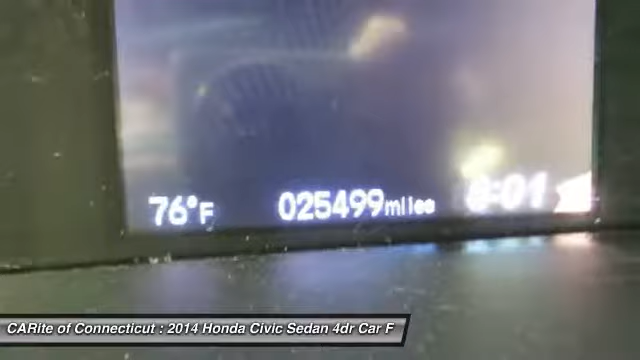 76°F 025499miles
CARite of Connecticut : 2014 Honda Civic Sedan 4dr Car F